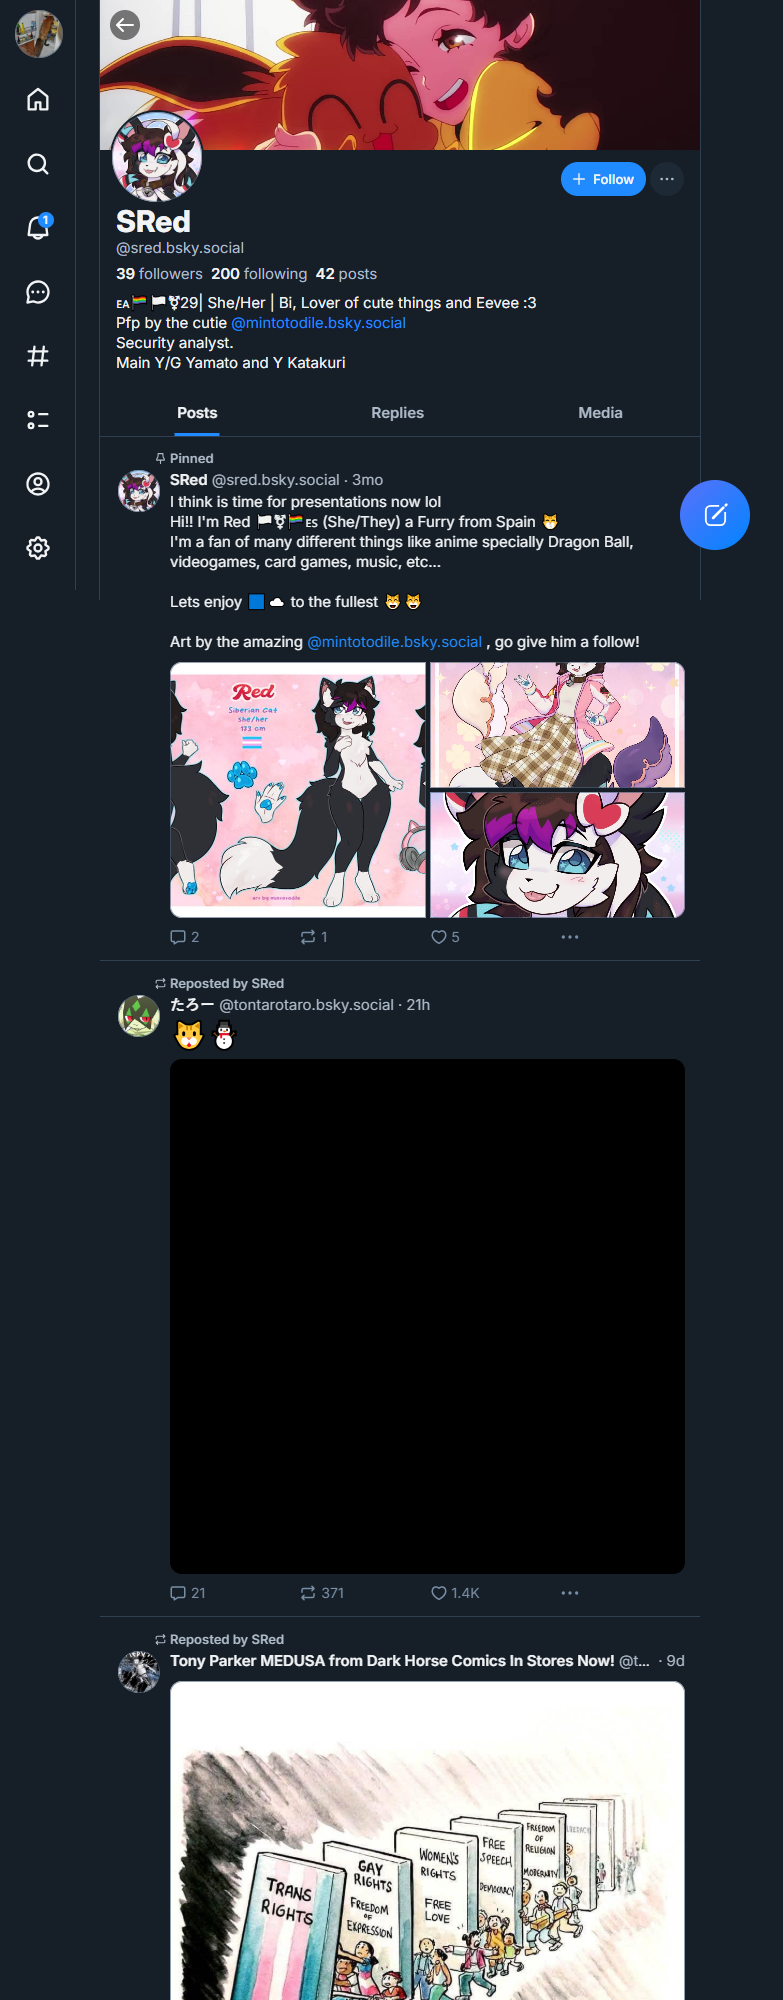 1
Follow
SRed
@sred.bsky.social
39 followers 200 following 42 posts
EA🏴‍🌈 🏳️⚧29| She/Her | Bi, Lover of cute things and Eevee :3
Pfp by the cutie @mintotodile.bsky.social
Security analyst.
Main Y/G Yamato and Y Katakuri
Posts Replies Media
Pinned
SRed @sred.bsky.social · 3mo
I think is time for presentations now lol
Hi!! I'm Red 🏳️⚧🏳️‍🌈ES (She/They) a Furry from Spain 😺
I'm a fan of many different things like anime specially Dragon Ball,
videogames, card games, music, etc...
Lets enjoy 🟦 ☁️ to the fullest 😸 😸
Art by the amazing @mintotodile.bsky.social , go give him a follow!
Red
Siberian Cat
she/her
173 cm
art by mintotodile
2 1 5
Reposted by SRed
たろー @tontarotaro.bsky.social · 21h
🐱 ⛄
21 371 1.4K
Reposted by SRed
Tony Parker MEDUSA from Dark Horse Comics In Stores Now! @t... · 9d
TRANS
RIGHTS
GAY
RIGHTS
FREEDOM
OF
EXPRESSION
WOMEN'S
RIGHTS
FREE
LOVE
FREE
SPEECH
DEMOCRACY
FREEDOM
OF
RELIGION
MODERNITY